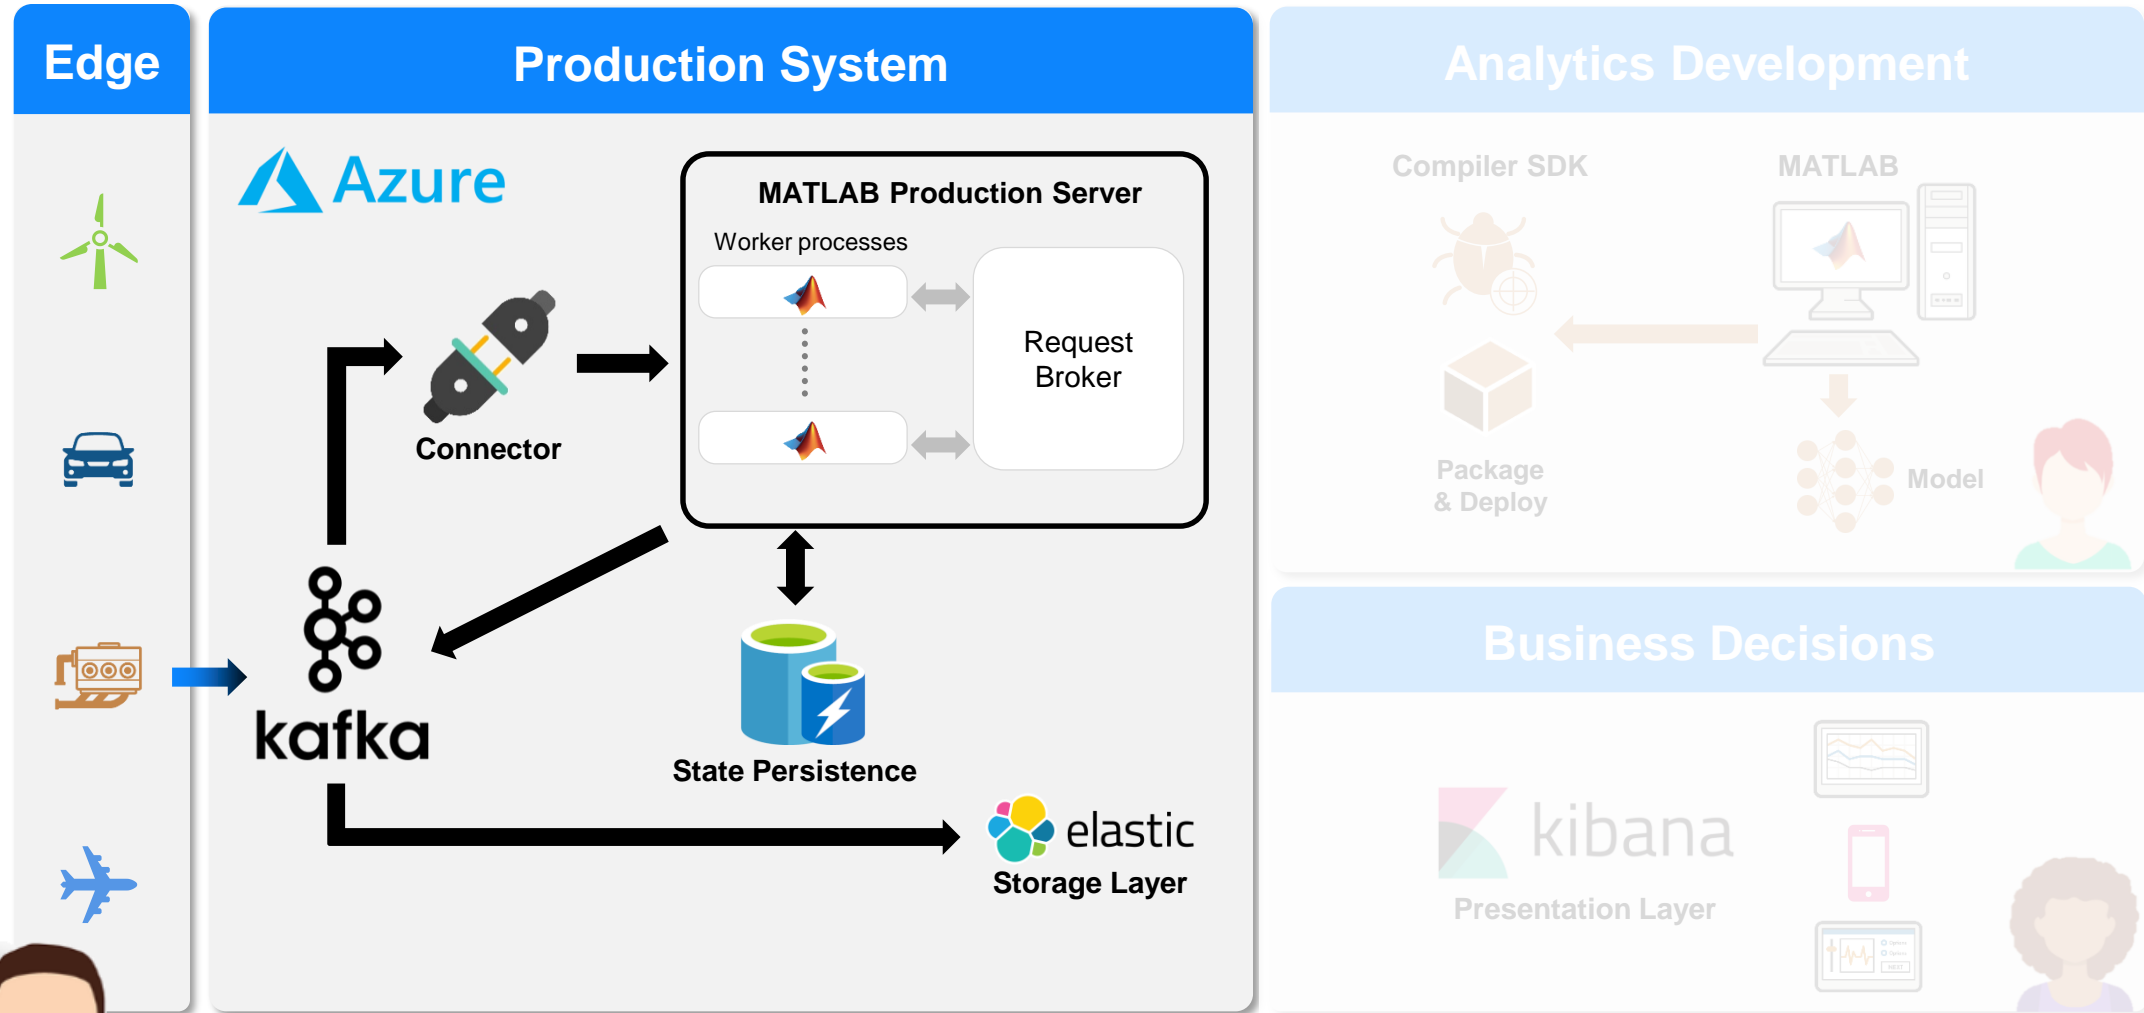 Edge
Production System
Azure
MATLAB Production Server
Worker processes
Request
Broker
Connector
kafka
State Persistence
elastic
Storage Layer
Analytics Development
Compiler SDK
MATLAB
Package
& Deploy
Model
Business Decisions
kibana
Presentation Layer
NEXT